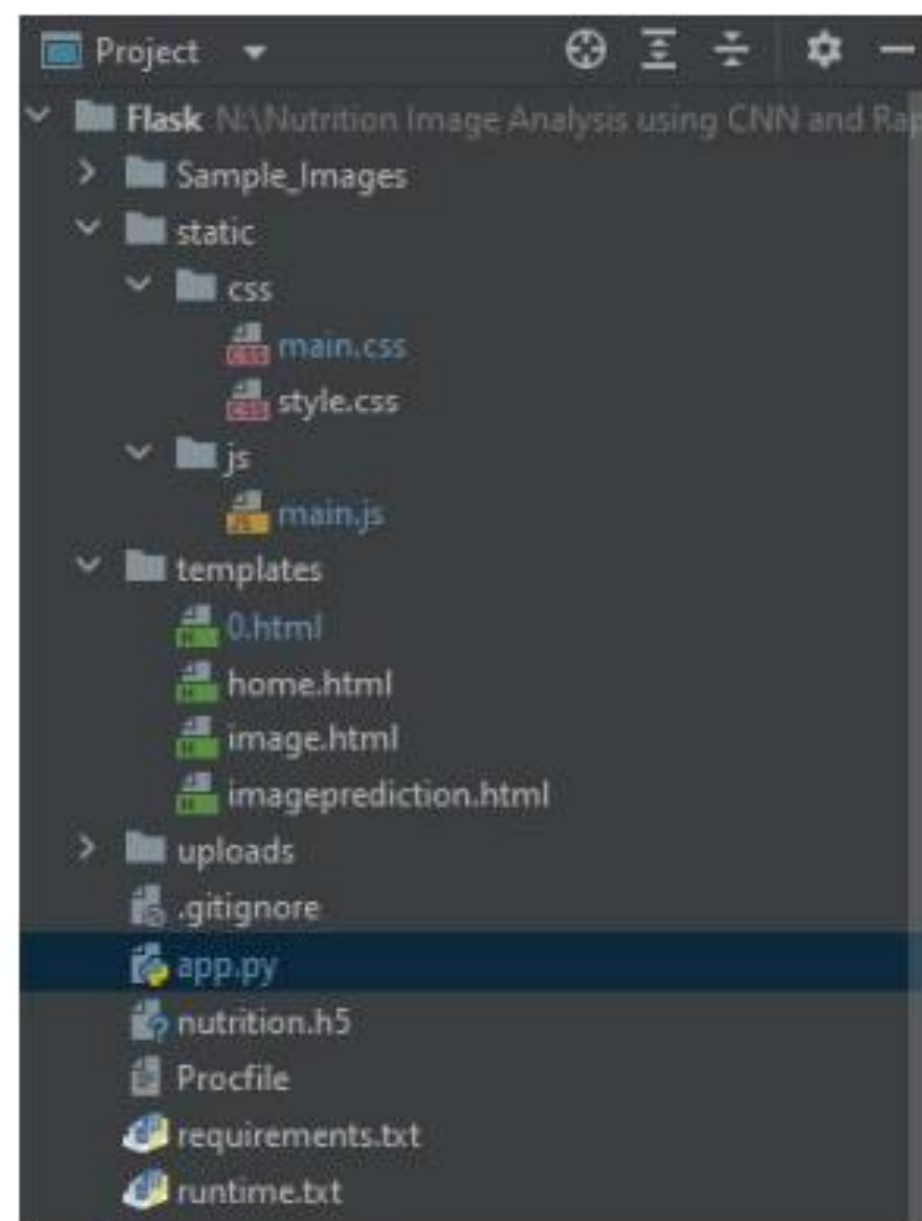 Project
Flask N:\Nutrition Image Analysis using CNN and Rap
Sample_Images
static
css
main.css
style.css
js
main.js
templates
0.html
home.html
image.html
imageprediction.html
uploads
.gitignore
app.py
nutrition.h5
Procfile
requirements.txt
runtime.txt